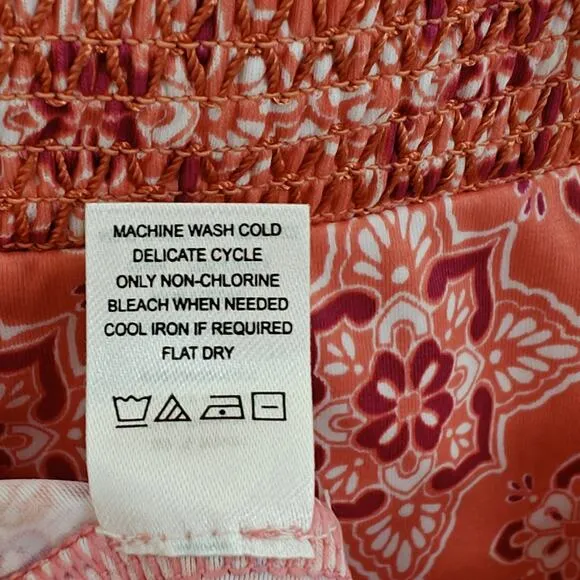 MACHINE WASH COLD
DELICATE CYCLE
ONLY NON-CHLORINE
BLEACH WHEN NEEDED
COOL IRON IF REQUIRED
FLAT DRY